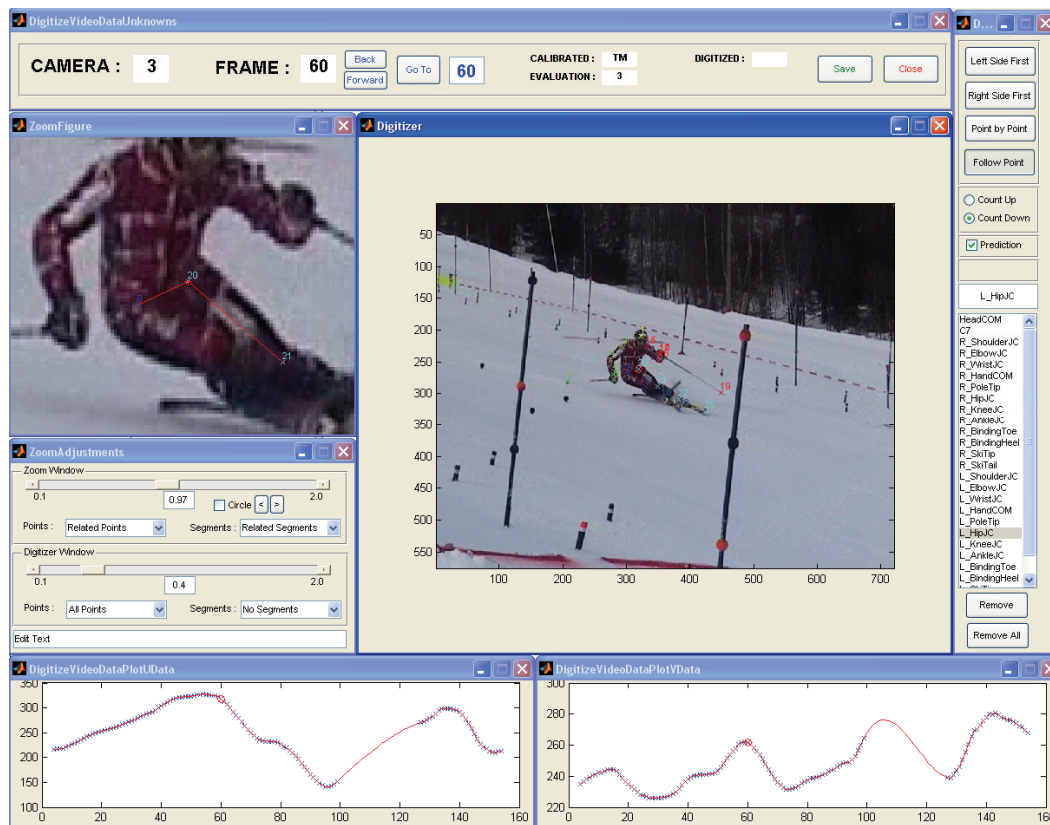 DigitizeVideoDataUnknowns
CAMERA : 3
FRAME : 60
Back
Forward
Go To
60
CALIBRATED : TM
EVALUATION : 3
DIGITIZED :
Save
Close
D...
Left Side First
Right Side First
Point by Point
Follow Point
Count Up
Count Down
Prediction
L_HipJC
HeadCOM
C7
R_ShoulderJC
R_ElbowJC
R_WristJC
R_HandCOM
R_PoleTip
R_HipJC
R_KneeJC
R_AnkleJC
R_BindingToe
R_BindingHeel
R_SkiTip
R_SkiTail
L_ShoulderJC
L_ElbowJC
L_WristJC
L_HandCOM
L_PoleTip
L_HipJC
L_KneeJC
L_AnkleJC
L_BindingToe
L_BindingHeel
Remove
Remove All
ZoomFigure
20
21
Digitizer
50
100
150
200
250
300
350
400
450
500
550
19
100 200 300 400 500 600 700
ZoomAdjustments
Zoom Window
0.1 0.97 2.0
Circle < >
Points : Related Points
Segments : Related Segments
Digitizer Window
0.1 0.4 2.0
Points : All Points
Segments : No Segments
Edit Text
DigitizeVideoDataPlotUData
350
300
250
200
150
100
0 20 40 60 80 100 120 140 160
DigitizeVideoDataPlotVData
300
280
260
240
220
0 20 40 60 80 100 120 140 160